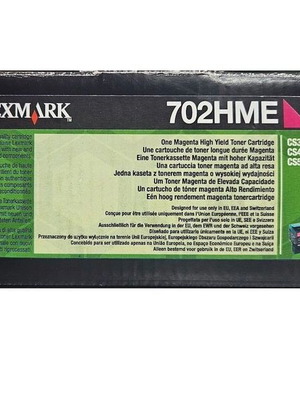 EXMARK
702HME
One Magenta High Yield Toner Cartridge
Une cartouche de toner longue durée Magenta
Eine Tonerkassette Magenta mit hoher Kapazität
Una cartuccia toner magenta ad alta resa
Jedna kaseta z tonerem magenta o wysokiej wydajności
Um Toner Magenta de Elevada Capacidade
Un cartucho de toner Magenta Alto Rendimiento
Eén hoog rendement magenta tonercartridge
Designed for use only in EU, EEA and Switzerland
Conçue pour être utilisée uniquement dans l'Union Européenne, l'EEE et la Suisse
Ausschließlich für die Verwendung in der EU, dem EWR und der Schweiz vorgesehen
Progettata per l'uso solo in UE, SEE e Svizzera
Przeznaczony do użytku wyłącznie na terenie Unii Europejskiej, Europejskiego Obszaru Gospodarczego i Szwajcarii
Concebido para ser utilizado apenas na União Europeia, no Espaço Económico Europeu e na Suíça
Diseñado para utilizarlo únicamente en la UE, el EEE y Suiza
Alleen bestemd voor gebruik in de EU, EER en Zwitserland